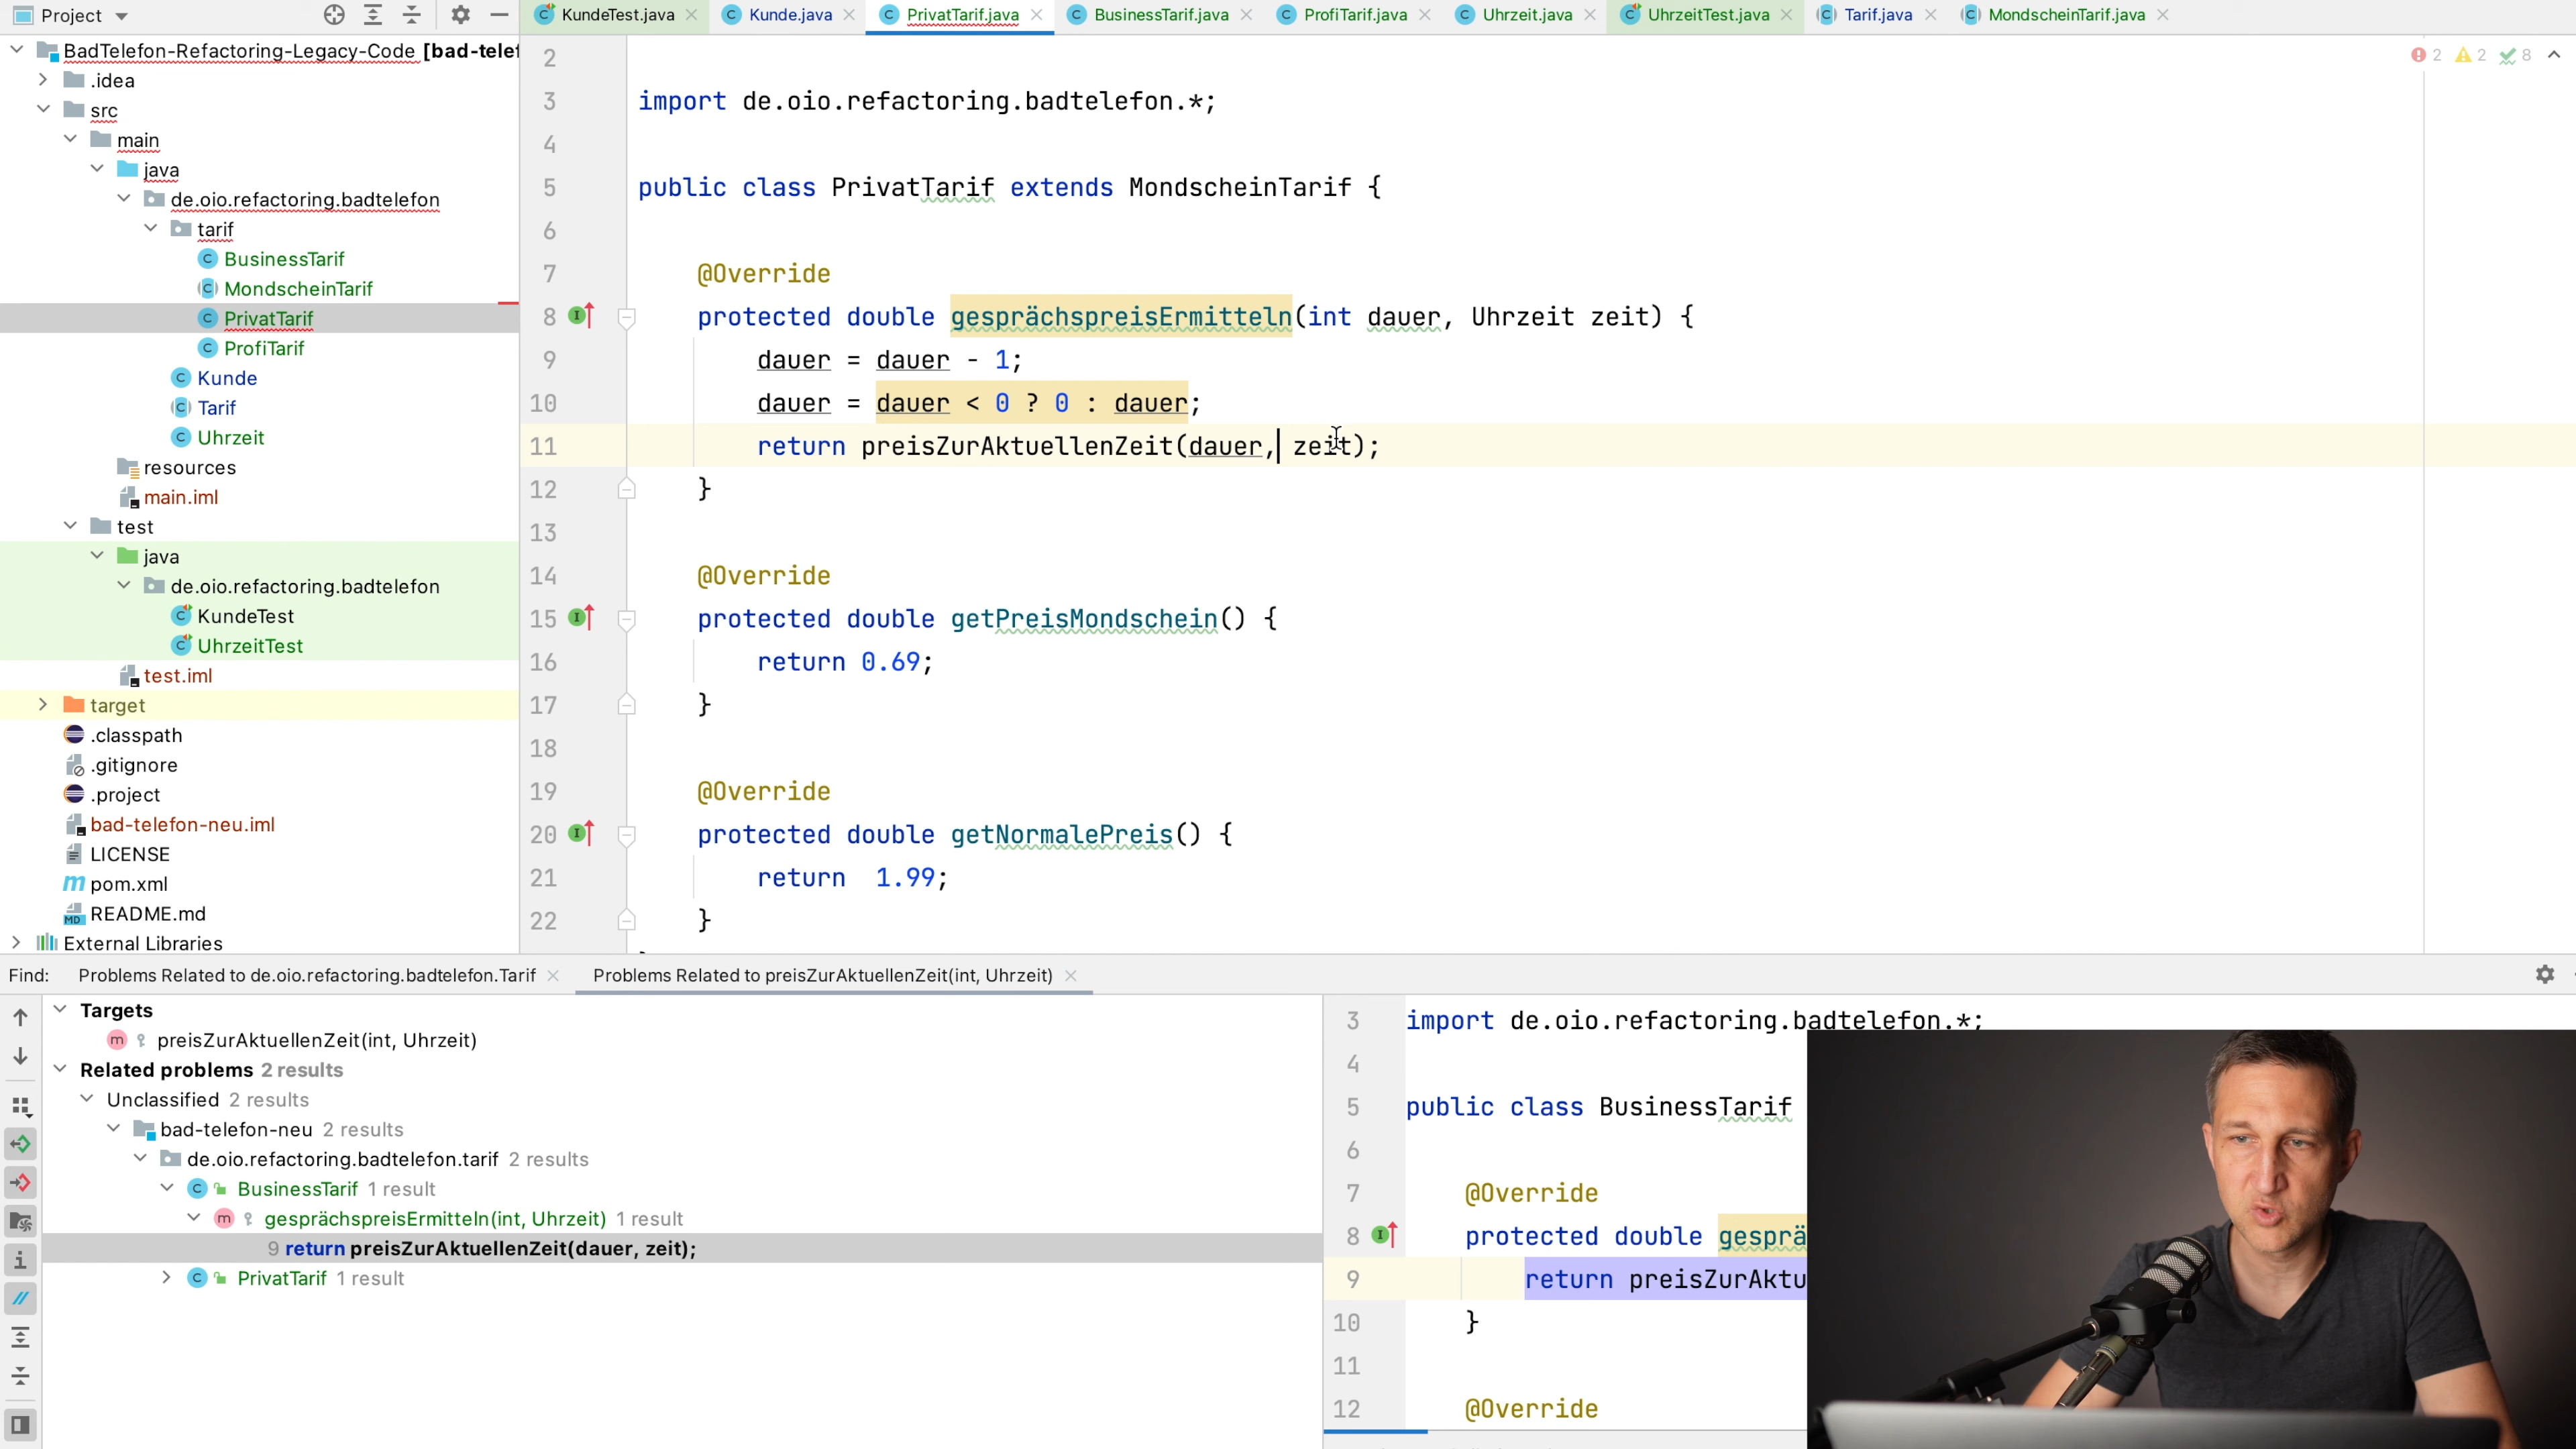 Project
KundeTest.java
Kunde.java
PrivatTarif.java
BusinessTarif.java
ProfiTarif.java
Uhrzeit.java
UhrzeitTest.java
Tarif.java
MondscheinTarif.java
BadTelefon-Refactoring-Legacy-Code [bad-telef
.idea
src
main
java
de.oio.refactoring.badtelefon
tarif
BusinessTarif
MondscheinTarif
PrivatTarif
ProfiTarif
Kunde
Tarif
Uhrzeit
resources
main.iml
test
java
de.oio.refactoring.badtelefon
KundeTest
UhrzeitTest
test.iml
target
.classpath
.gitignore
.project
bad-telefon-neu.iml
LICENSE
pom.xml
README.md
External Libraries
2 2 8
2
3 import de.oio.refactoring.badtelefon.*;
4
5 public class PrivatTarif extends MondscheinTarif {
6
7 @Override
8 protected double gesprächspreisErmitteln(int dauer, Uhrzeit zeit) {
9 dauer = dauer - 1;
10 dauer = dauer < 0 ? 0 : dauer;
11 return preisZurAktuellenZeit(dauer, zeit);
12 }
13
14 @Override
15 protected double getPreisMondschein() {
16 return 0.69;
17 }
18
19 @Override
20 protected double getNormalePreis() {
21 return  1.99;
22 }
Find: Problems Related to de.oio.refactoring.badtelefon.Tarif
Problems Related to preisZurAktuellenZeit(int, Uhrzeit)
Targets
preisZurAktuellenZeit(int, Uhrzeit)
Related problems 2 results
Unclassified 2 results
bad-telefon-neu 2 results
de.oio.refactoring.badtelefon.tarif 2 results
BusinessTarif 1 result
gesprächspreisErmitteln(int, Uhrzeit) 1 result
9 return preisZurAktuellenZeit(dauer, zeit);
PrivatTarif 1 result
3 import de.oio.refactoring.badtelefon.*;
4
5 public class BusinessTarif
6
7 @Override
8 protected double gesprä
9 return preisZurAktu
10 }
11
12 @Override